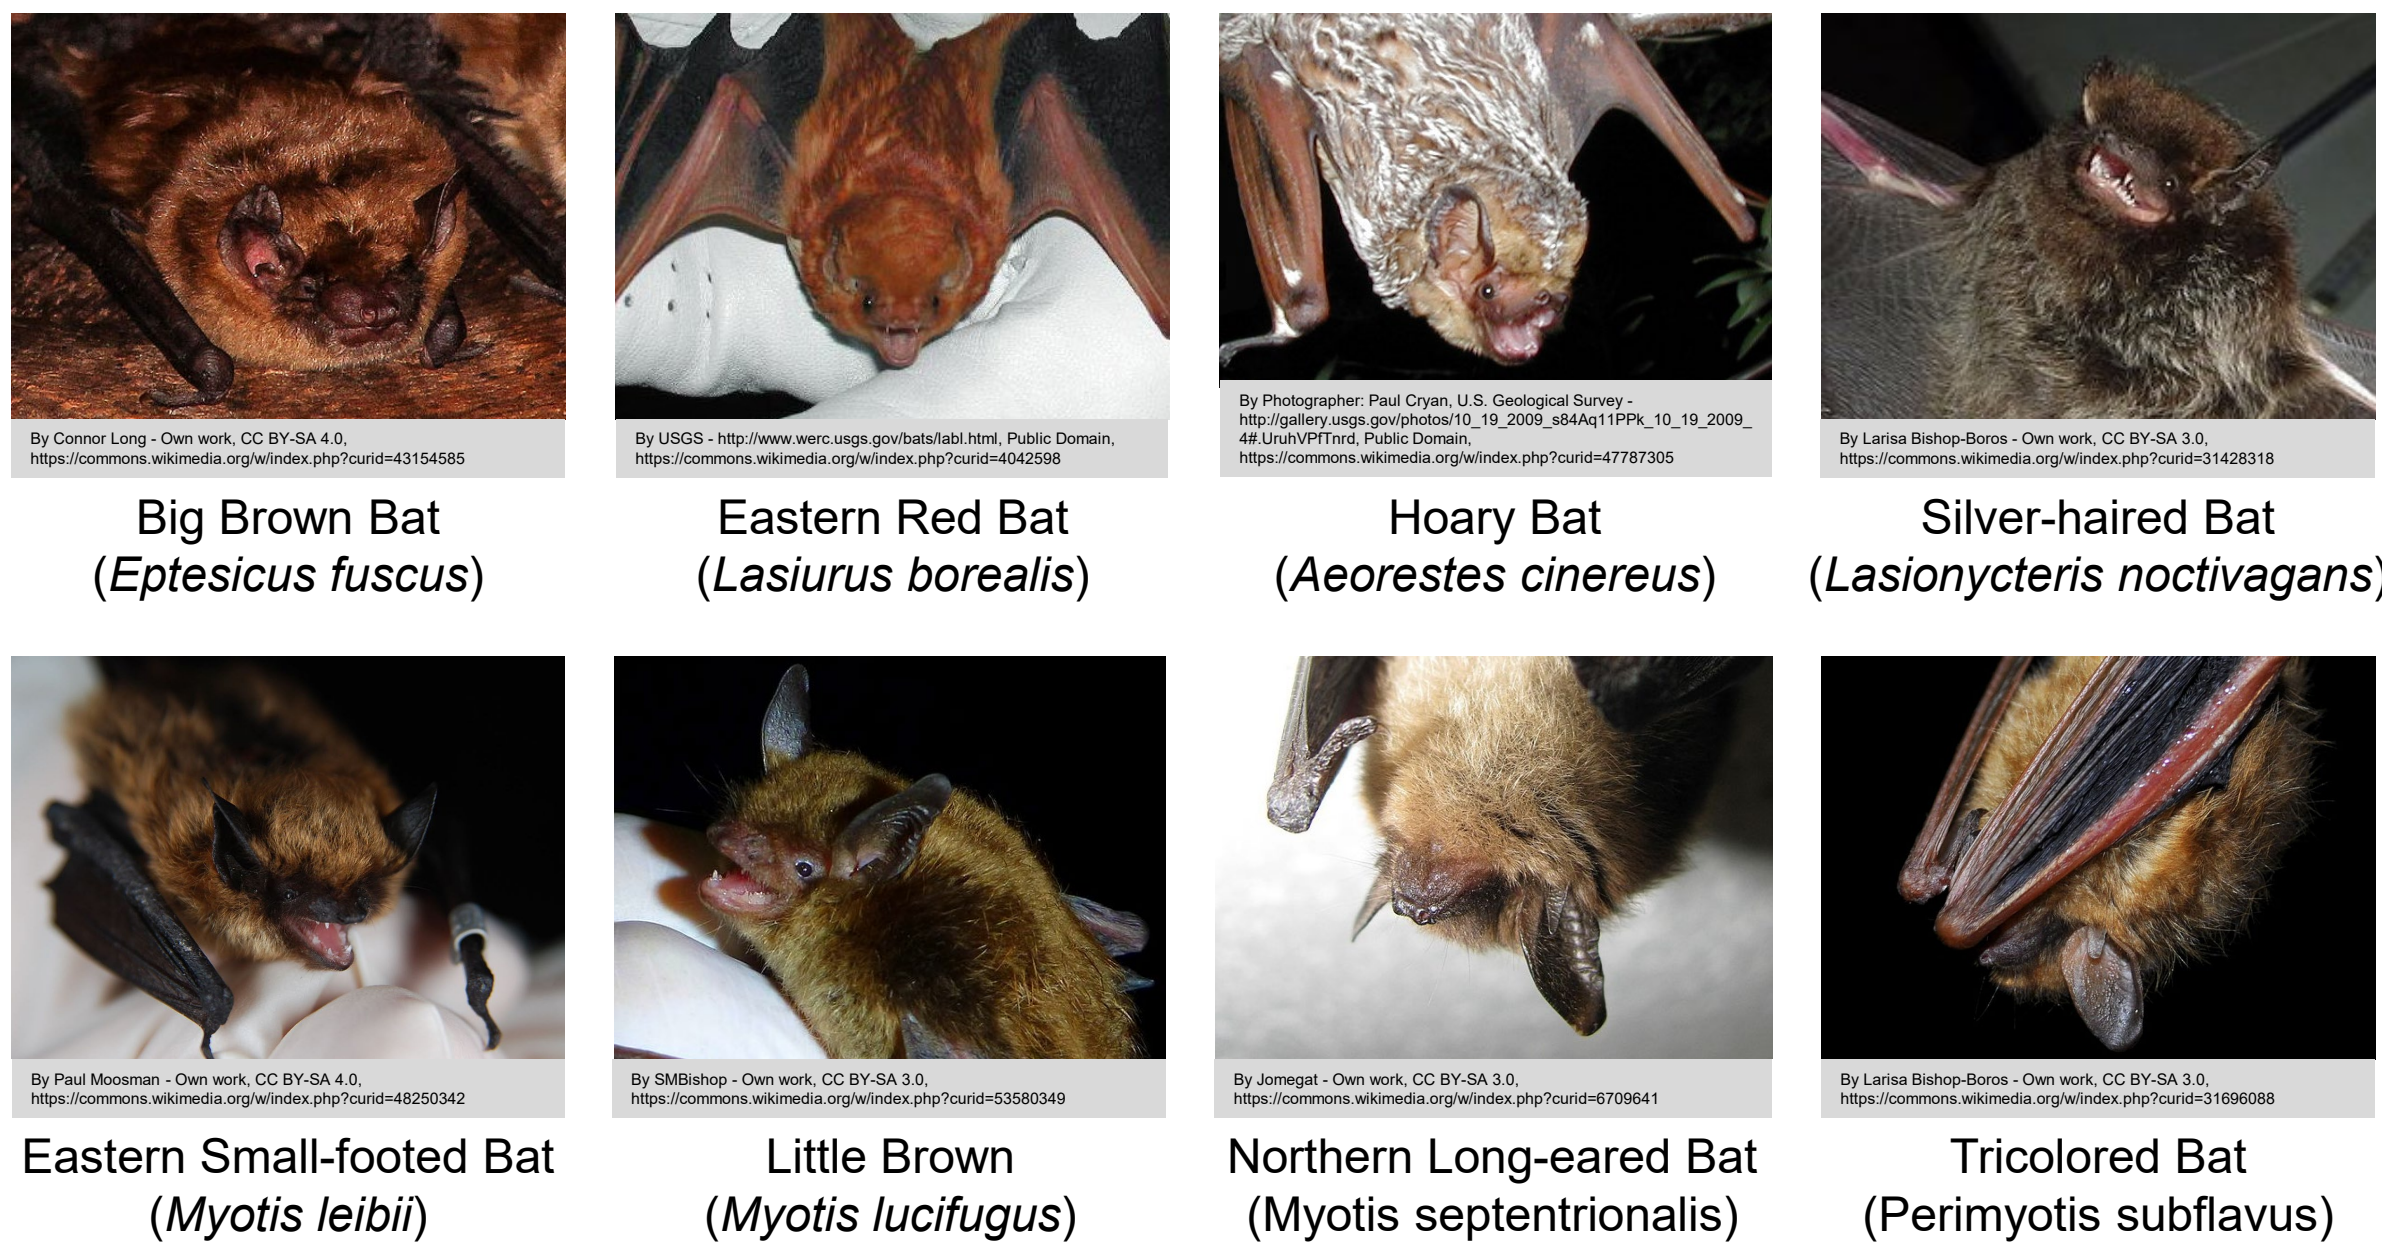 By Connor Long - Own work, CC BY-SA 4.0,
https://commons.wikimedia.org/w/index.php?curid=43154585
Big Brown Bat
(Eptesicus fuscus)
By USGS - http://www.werc.usgs.gov/bats/labl.html, Public Domain,
https://commons.wikimedia.org/w/index.php?curid=4042598
Eastern Red Bat
(Lasiurus borealis)
By Photographer: Paul Cryan, U.S. Geological Survey -
http://gallery.usgs.gov/photos/10_19_2009_s84Aq11PPk_10_19_2009_
4#.UruhVPfTnrd, Public Domain,
https://commons.wikimedia.org/w/index.php?curid=47787305
Hoary Bat
(Aeorestes cinereus)
By Larisa Bishop-Boros - Own work, CC BY-SA 3.0,
https://commons.wikimedia.org/w/index.php?curid=31428318
Silver-haired Bat
(Lasionycteris noctivagans)
By Paul Moosman - Own work, CC BY-SA 4.0,
https://commons.wikimedia.org/w/index.php?curid=48250342
Eastern Small-footed Bat
(Myotis leibii)
By SMBishop - Own work, CC BY-SA 3.0,
https://commons.wikimedia.org/w/index.php?curid=53580349
Little Brown
(Myotis lucifugus)
By Jomegat - Own work, CC BY-SA 3.0,
https://commons.wikimedia.org/w/index.php?curid=6709641
Northern Long-eared Bat
(Myotis septentrionalis)
By Larisa Bishop-Boros - Own work, CC BY-SA 3.0,
https://commons.wikimedia.org/w/index.php?curid=31696088
Tricolored Bat
(Perimyotis subflavus)